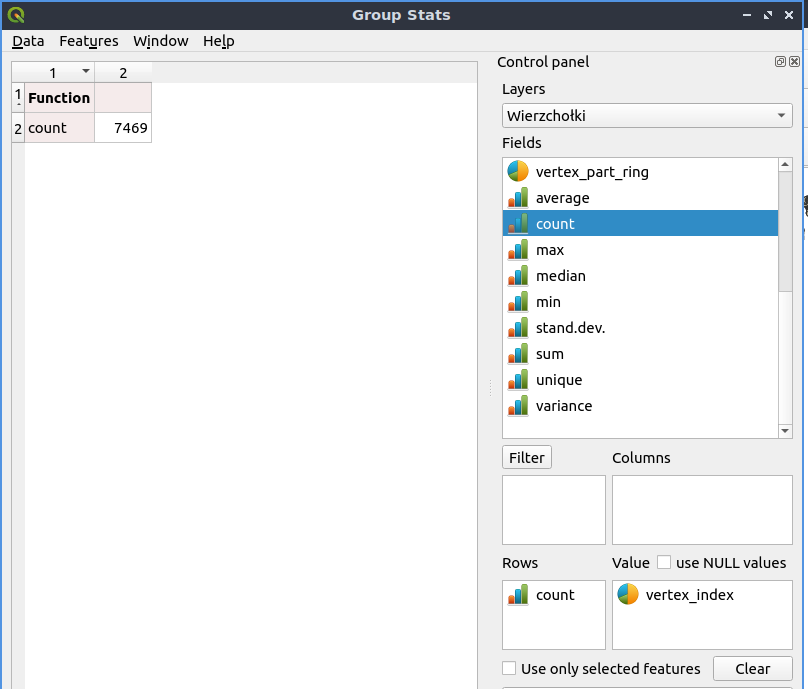 Group Stats
Data Features Window Help
1 2
1 Function
2 count 7469
Control panel
Layers
Wierzchołki
Fields
vertex_part_ring
average
count
max
median
min
stand.dev.
sum
unique
variance
Filter Columns
Rows Value use NULL values
count vertex_index
Use only selected features Clear